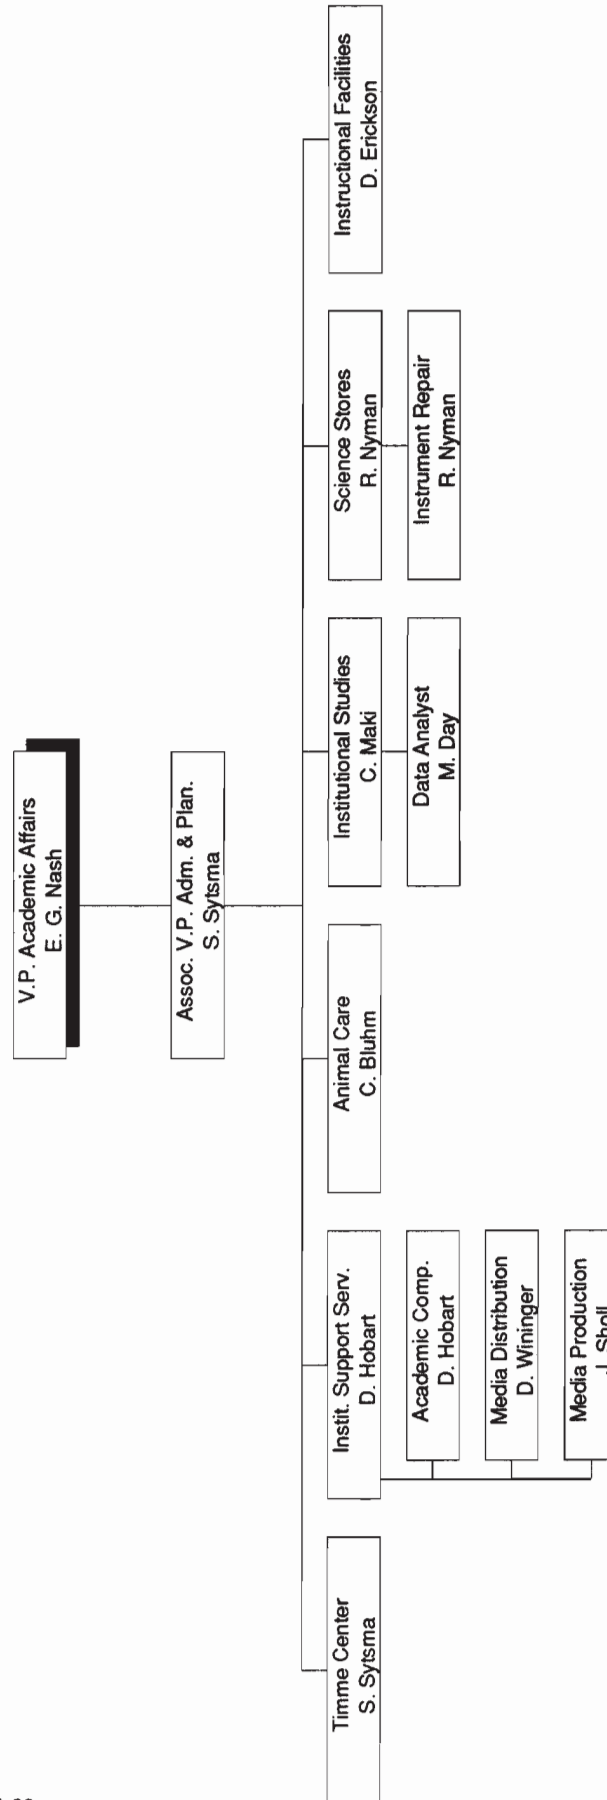 V.P. Academic Affairs
E. G. Nash
Assoc. V.P. Adm. & Plan.
S. Sytsma
Timme Center
S. Sytsma
Instit. Support Serv.
D. Hobart
Academic Comp.
D. Hobart
Media Distribution
D. Wininger
Media Production
Animal Care
C. Bluhm
Institutional Studies
C. Maki
Data Analyst
M. Day
Science Stores
R. Nyman
Instrument Repair
R. Nyman
Instructional Facilities
D. Erickson